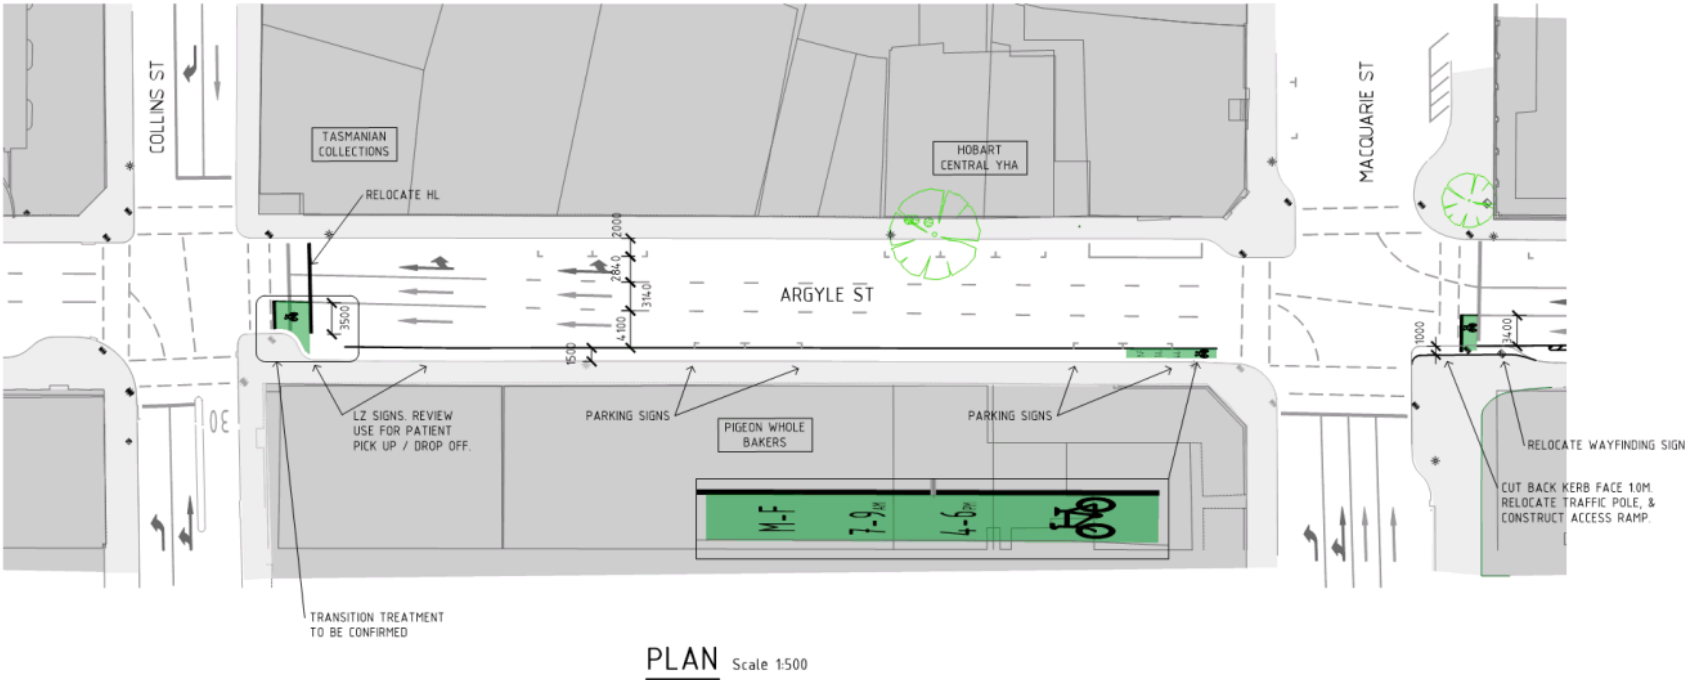 COLLINS ST
MACQUARIE ST
TASMANIAN
COLLECTIONS
HOBART
CENTRAL YHA
RELOCATE HL
2000
2840
3140
4100
1500
3500
ARGYLE ST
1000
3400
30
LZ SIGNS. REVIEW
USE FOR PATIENT
PICK UP / DROP OFF.
PARKING SIGNS
PIGEON WHOLE
BAKERS
PARKING SIGNS
RELOCATE WAYFINDING SIGN
CUT BACK KERB FACE 1.0M.
RELOCATE TRAFFIC POLE, &
CONSTRUCT ACCESS RAMP.
M-F
7-9 AM
4-6 PM
TRANSITION TREATMENT
TO BE CONFIRMED
PLAN Scale 1:500